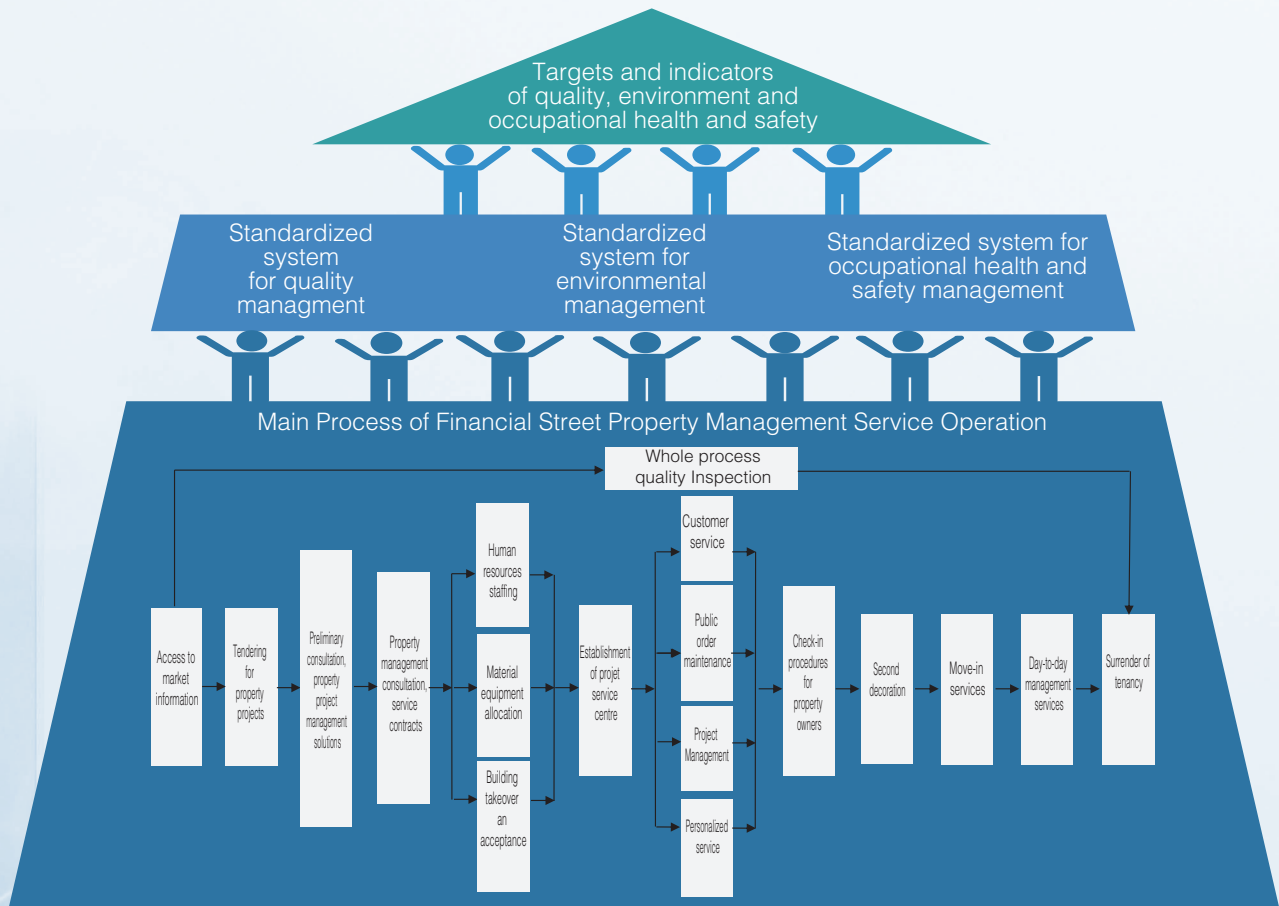 Targets and indicators
of quality, environment and
occupational health and safety
Standardized
system
for quality
managment
Standardized
system for
environmental
management
Standardized system for
occupational health and
safety management
Main Process of Financial Street Property Management Service Operation
Whole process
quality Inspection
Access to
market
information
Tendering
for
property
projects
Preliminary
consultation,
property
project
management
solutions
Property
management
consultation,
service
contracts
Human
resources
staffing
Material
equipment
allocation
Building
takeover
an
acceptance
Establishment
of projet
service
centre
Customer
service
Public
order
maintenance
Project
Management
Personalized
service
Check-in
procedures
for
property
owners
Second
decoration
Move-in
services
Day-to-day
management
services
Surrender of
tenancy